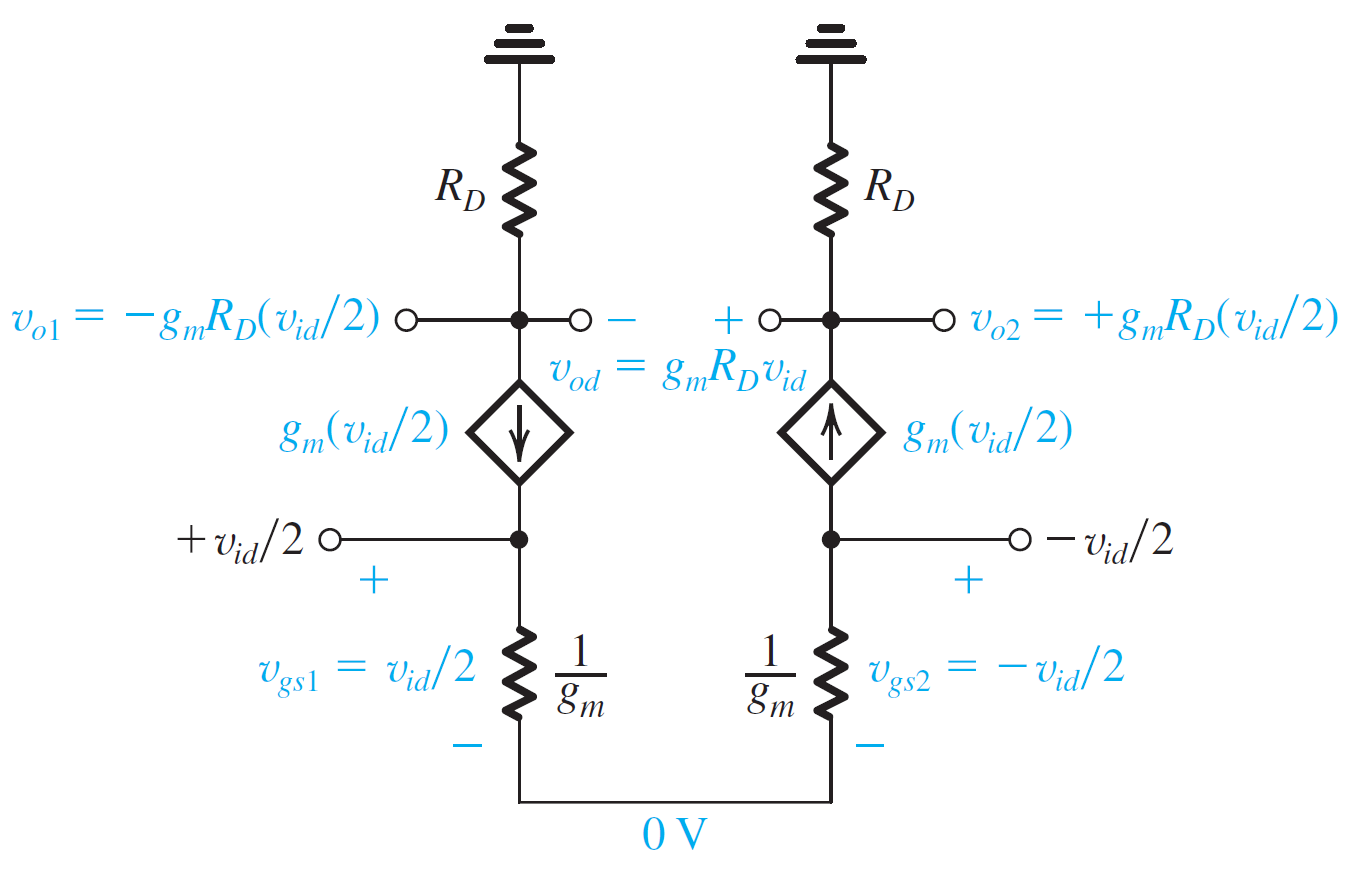 R_D R_D
v_{o1} = −g_m R_D(v_{id}/2) − + v_{o2} = +g_m R_D(v_{id}/2)
v_{od} = g_m R_D v_{id}
g_m(v_{id}/2) g_m(v_{id}/2)
+v_{id}/2 −v_{id}/2
+ +
v_{gs1} = v_{id}/2 1/g_m 1/g_m v_{gs2} = −v_{id}/2
− −
0 V